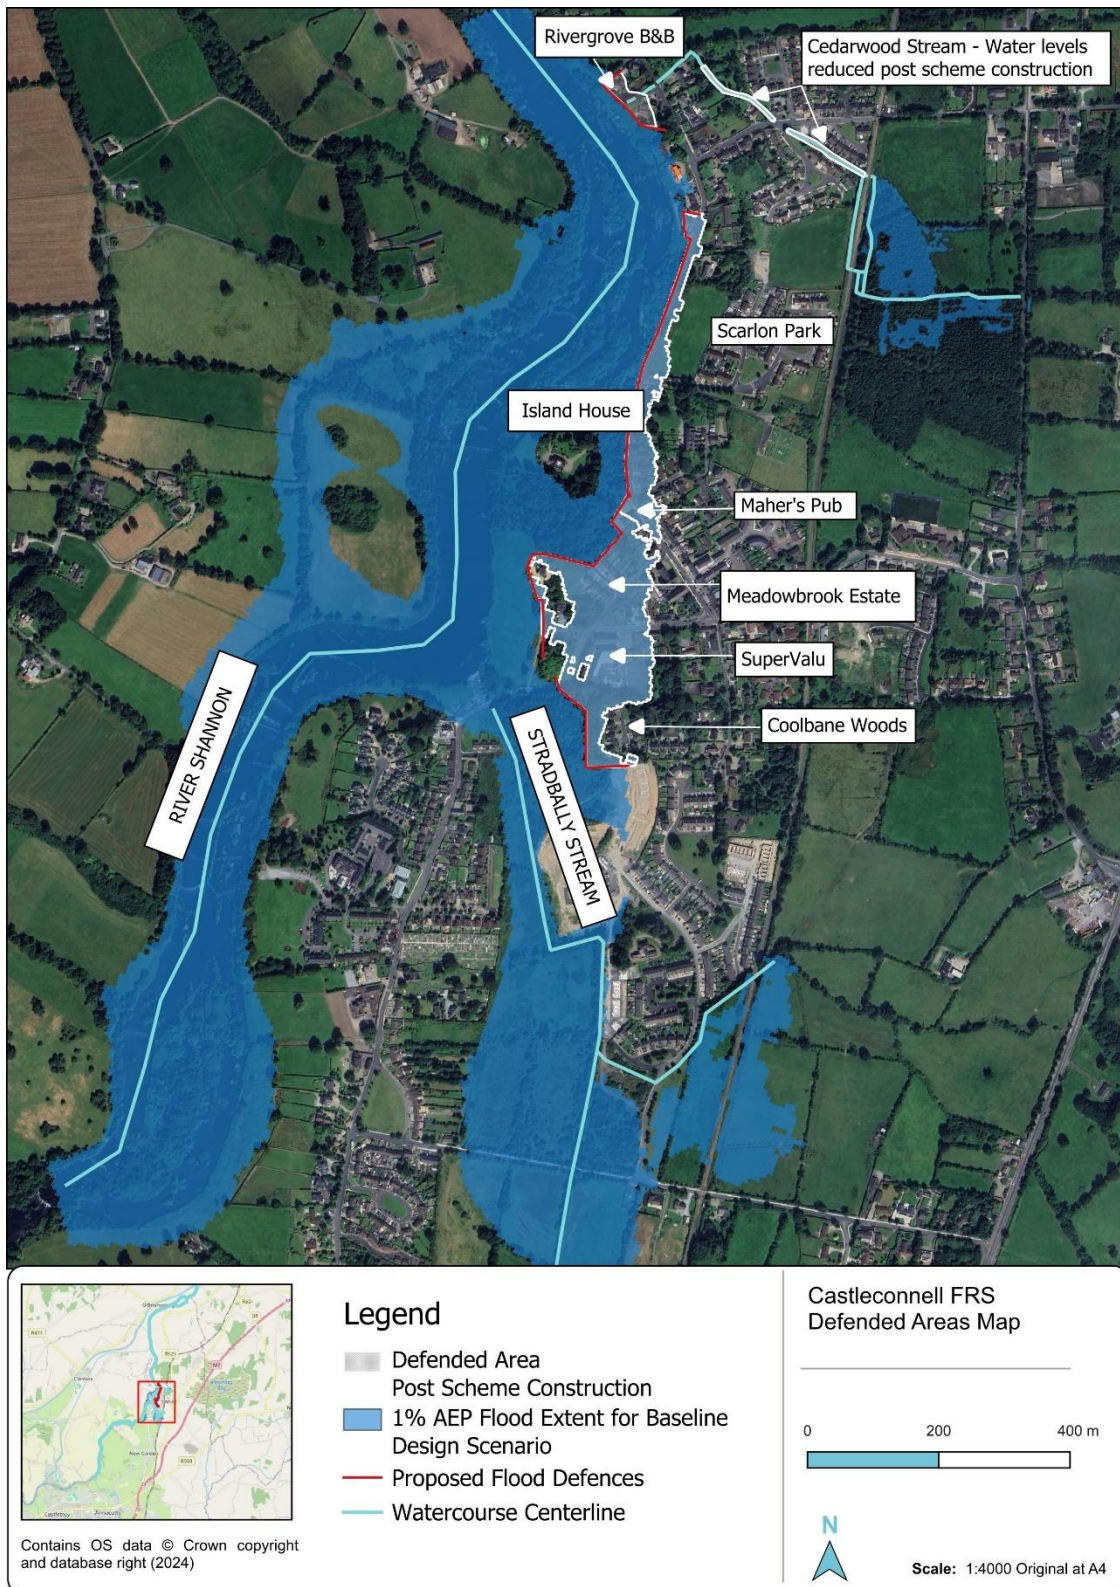 Rivergrove B&B
Cedarwood Stream - Water levels
reduced post scheme construction
Scarlon Park
Island House
Maher's Pub
Meadowbrook Estate
SuperValu
Coolbane Woods
RIVER SHANNON
STRADBALLY STREAM
Legend
Defended Area
Post Scheme Construction
1% AEP Flood Extent for Baseline
Design Scenario
Proposed Flood Defences
Watercourse Centerline
Contains OS data © Crown copyright
and database right (2024)
Castleconnell FRS
Defended Areas Map
0 200 400 m
N
Scale: 1:4000 Original at A4